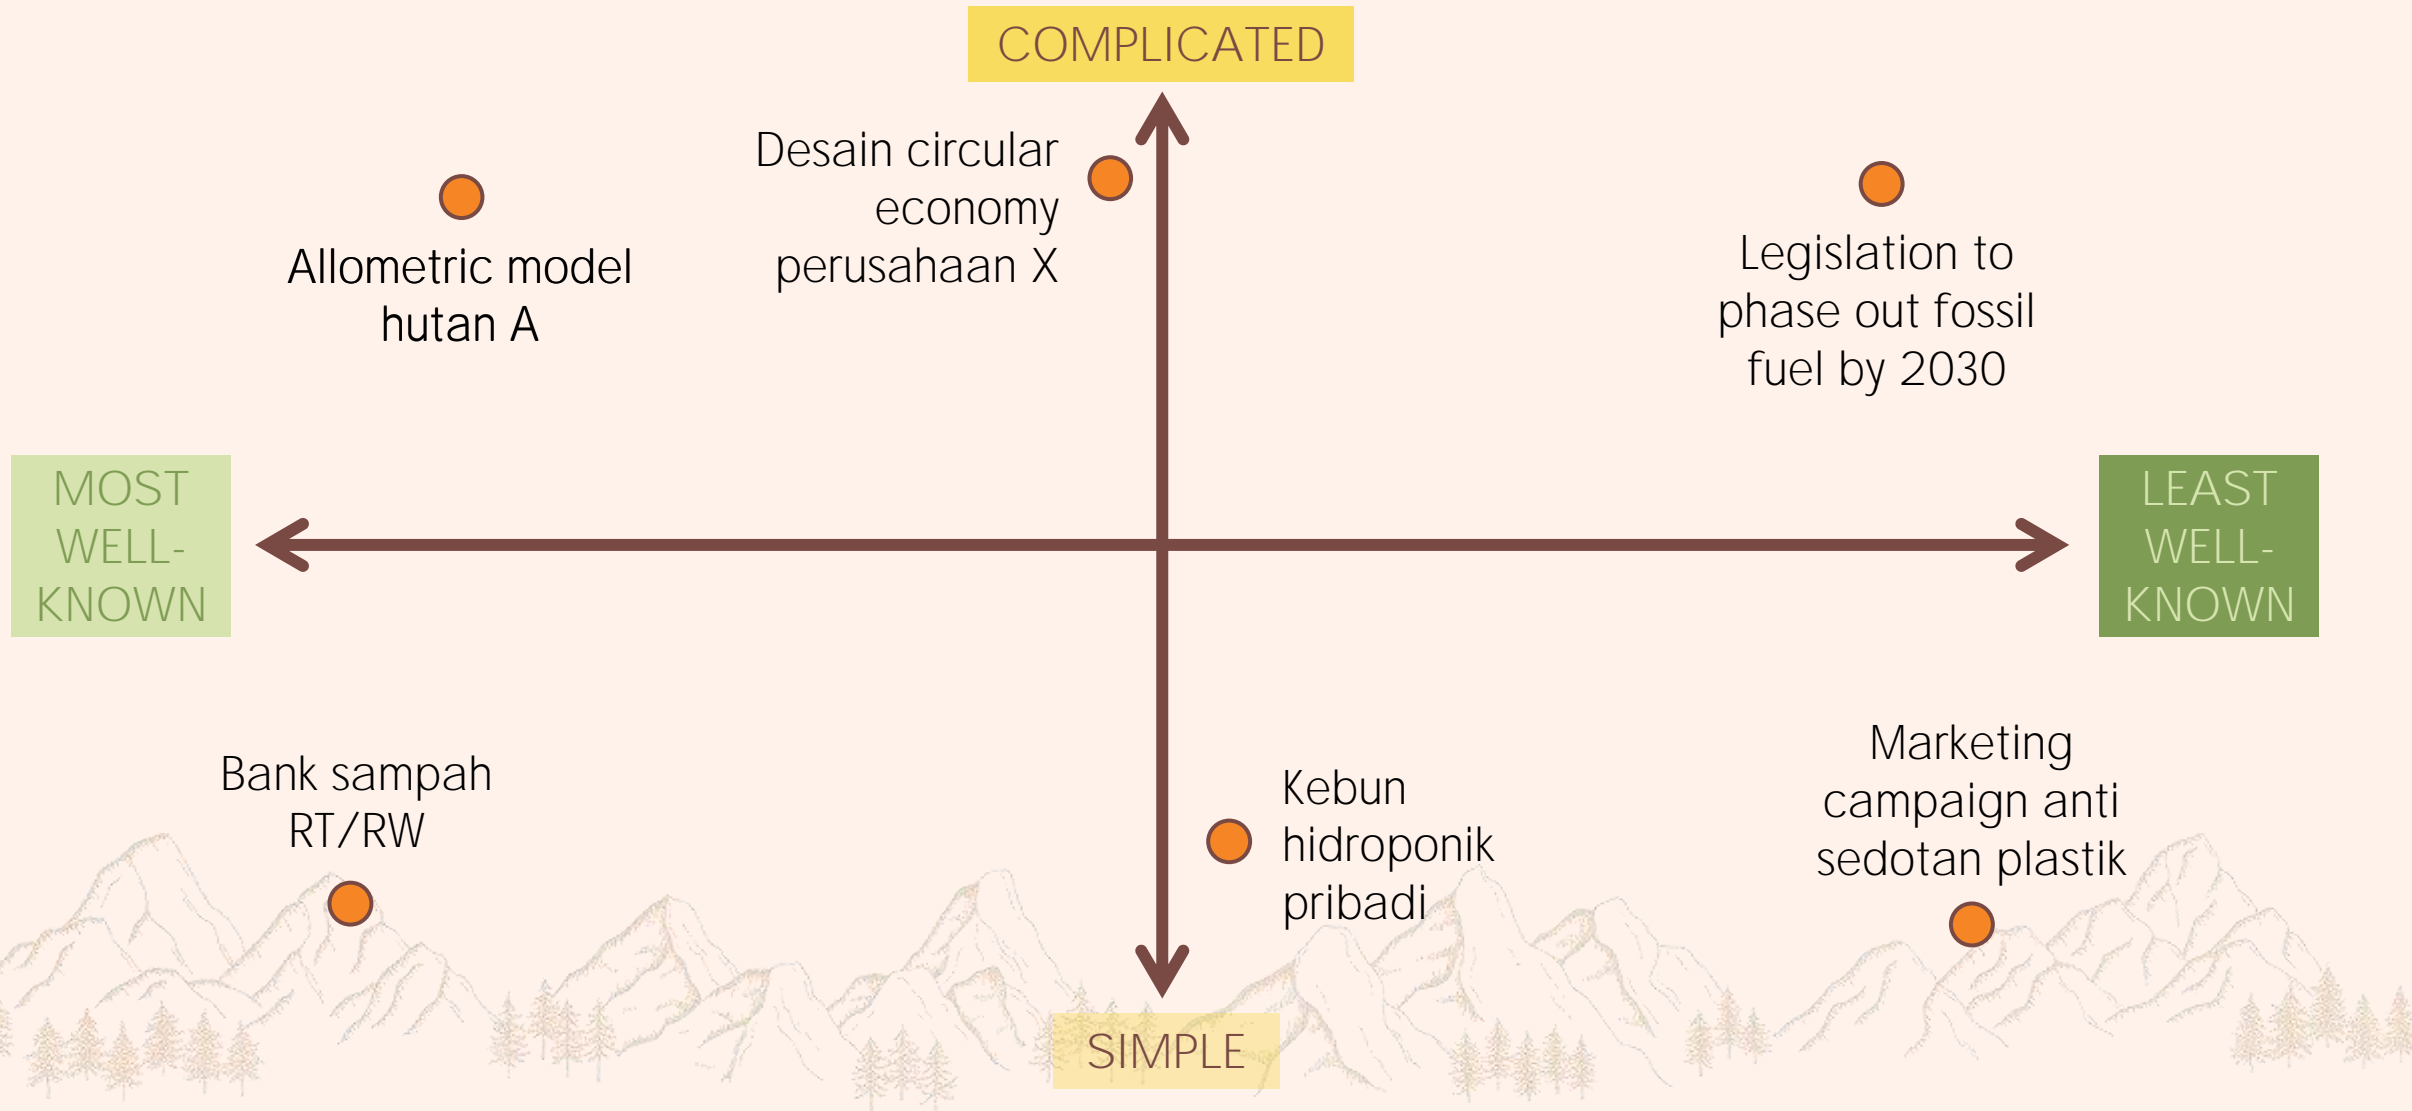 COMPLICATED
Desain circular
economy
perusahaan X
Allometric model
hutan A
Legislation to
phase out fossil
fuel by 2030
MOST
WELL-
KNOWN
LEAST
WELL-
KNOWN
Bank sampah
RT/RW
Kebun
hidroponik
pribadi
Marketing
campaign anti
sedotan plastik
SIMPLE